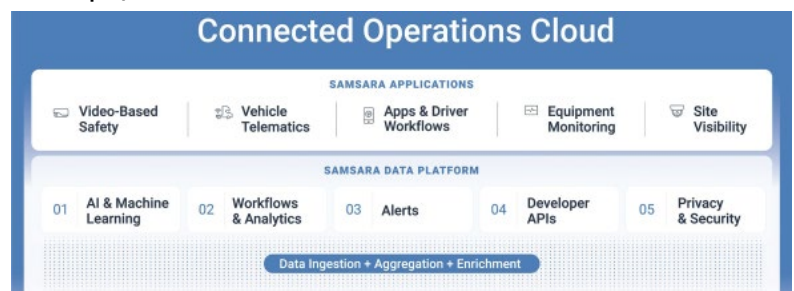 Connected Operations Cloud
SAMSARA APPLICATIONS
Video-Based
Safety
Vehicle
Telematics
Apps & Driver
Workflows
Equipment
Monitoring
Site
Visibility
SAMSARA DATA PLATFORM
01 AI & Machine
Learning
02 Workflows
& Analytics
03 Alerts
04 Developer
APIs
05 Privacy
& Security
Data Ingestion + Aggregation + Enrichment